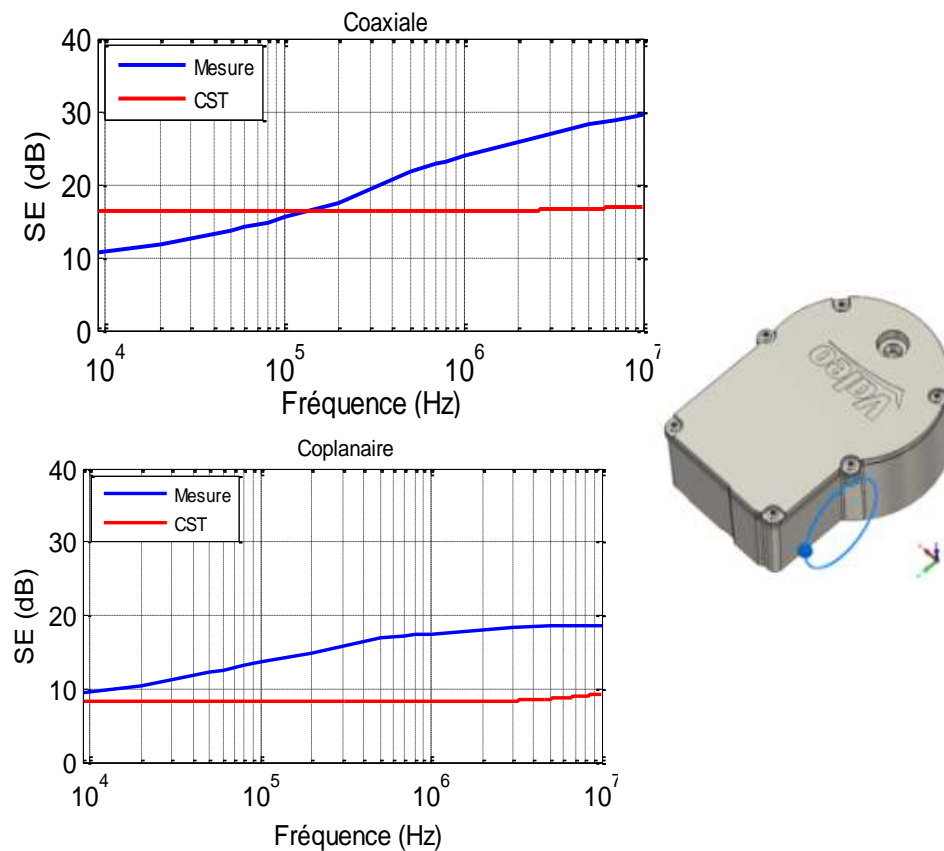 Coaxiale
40
30
20
10
0
SE (dB)
Mesure
CST
10^4
10^5
10^6
10^7
Fréquence (Hz)
valeo
Coplanaire
40
30
20
10
0
SE (dB)
Mesure
CST
10^4
10^5
10^6
10^7
Fréquence (Hz)